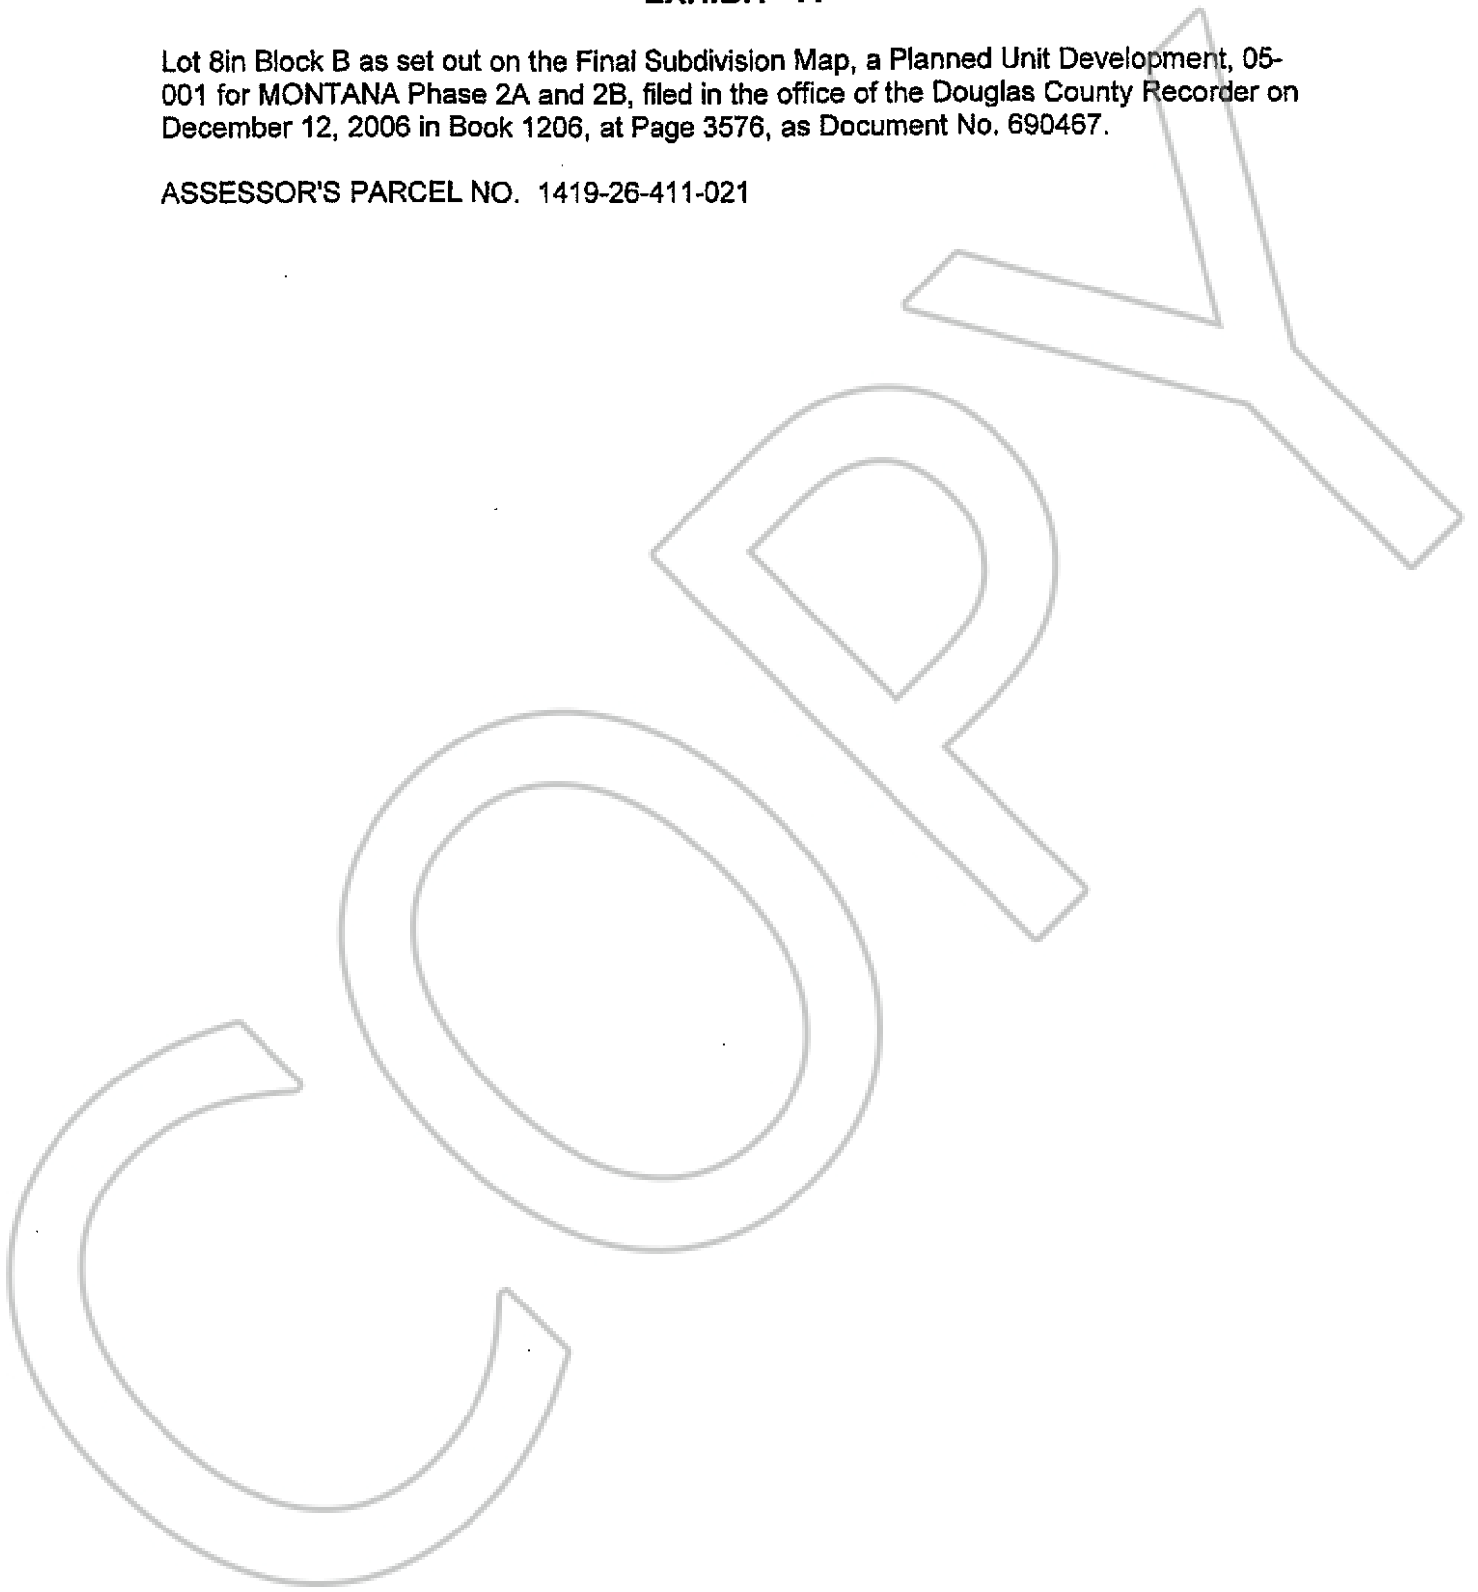 Lot 8in Block B as set out on the Final Subdivision Map, a Planned Unit Development, 05-
001 for MONTANA Phase 2A and 2B, filed in the office of the Douglas County Recorder on
December 12, 2006 in Book 1206, at Page 3576, as Document No. 690467.
ASSESSOR'S PARCEL NO. 1419-26-411-021
COPY